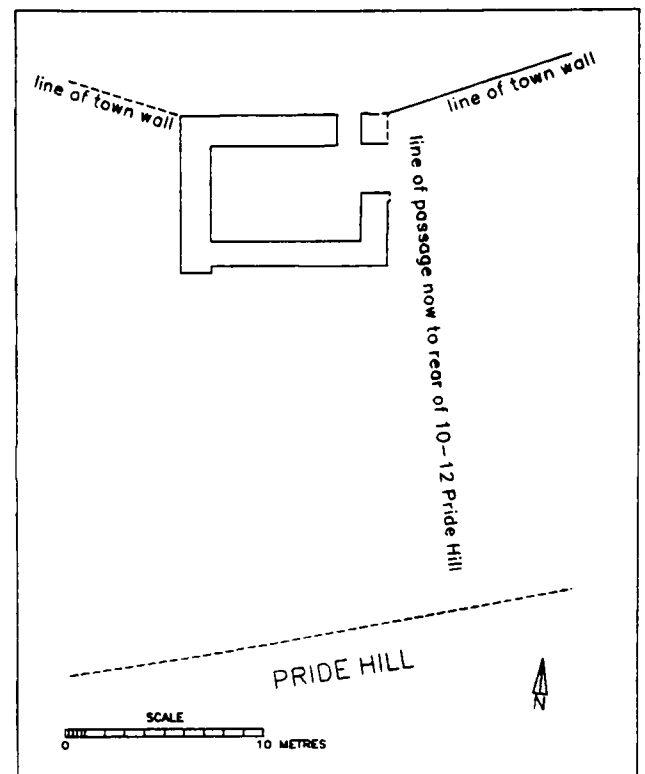 line of town wall
line of town wall
line of passage now to rear of 10-12 Pride Hill
PRIDE HILL
N
SCALE
0 10 METRES